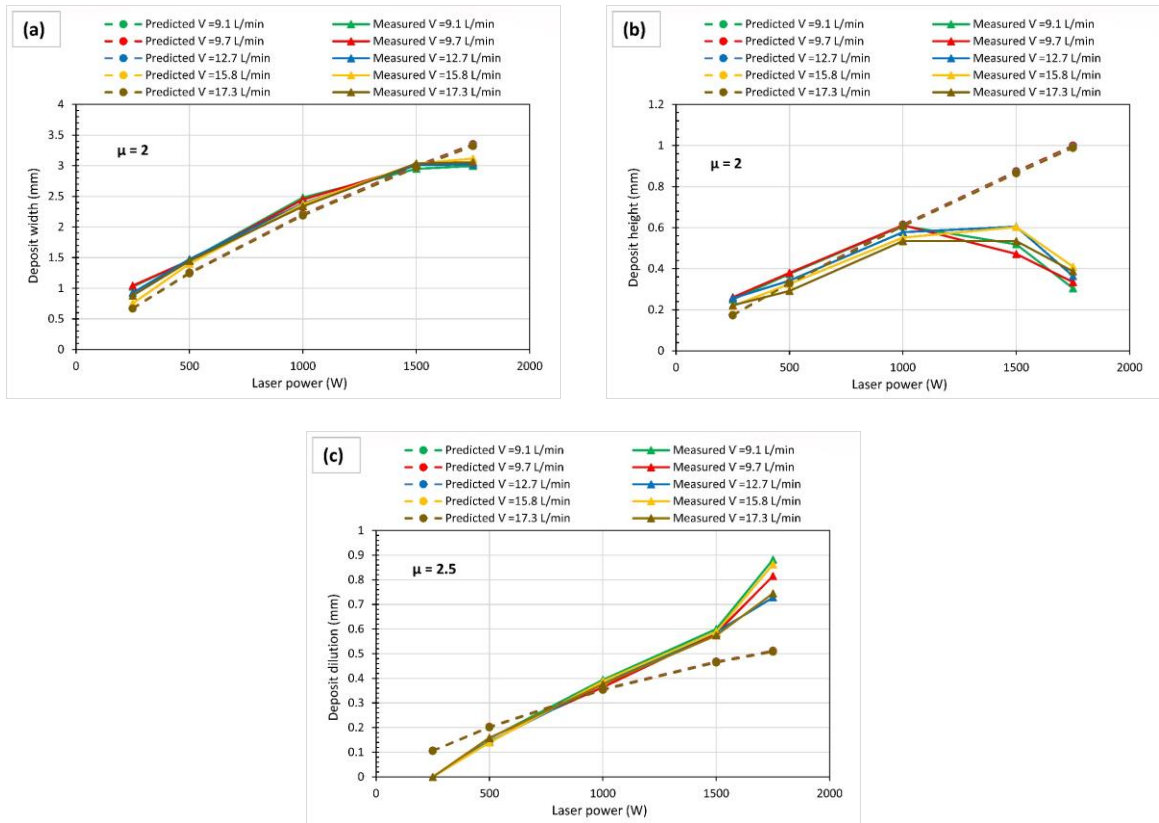 (a)
Predicted V =9.1 L/min Measured V =9.1 L/min
Predicted V =9.7 L/min Measured V =9.7 L/min
Predicted V =12.7 L/min Measured V =12.7 L/min
Predicted V =15.8 L/min Measured V =15.8 L/min
Predicted V =17.3 L/min Measured V =17.3 L/min
4
3.5
3
2.5
2
1.5
1
0.5
0
μ = 2
Deposit width (mm)
0 500 1000 1500 2000
Laser power (W)
(b)
Predicted V =9.1 L/min Measured V =9.1 L/min
Predicted V =9.7 L/min Measured V =9.7 L/min
Predicted V =12.7 L/min Measured V =12.7 L/min
Predicted V =15.8 L/min Measured V =15.8 L/min
Predicted V =17.3 L/min Measured V =17.3 L/min
1.2
1
0.8
0.6
0.4
0.2
0
μ = 2
Deposit height (mm)
0 500 1000 1500 2000
Laser power (W)
(c)
Predicted V =9.1 L/min Measured V =9.1 L/min
Predicted V =9.7 L/min Measured V =9.7 L/min
Predicted V =12.7 L/min Measured V =12.7 L/min
Predicted V =15.8 L/min Measured V =15.8 L/min
Predicted V =17.3 L/min Measured V =17.3 L/min
1
0.9
0.8
0.7
0.6
0.5
0.4
0.3
0.2
0.1
0
μ = 2.5
Deposit dilution (mm)
0 500 1000 1500 2000
Laser power (W)